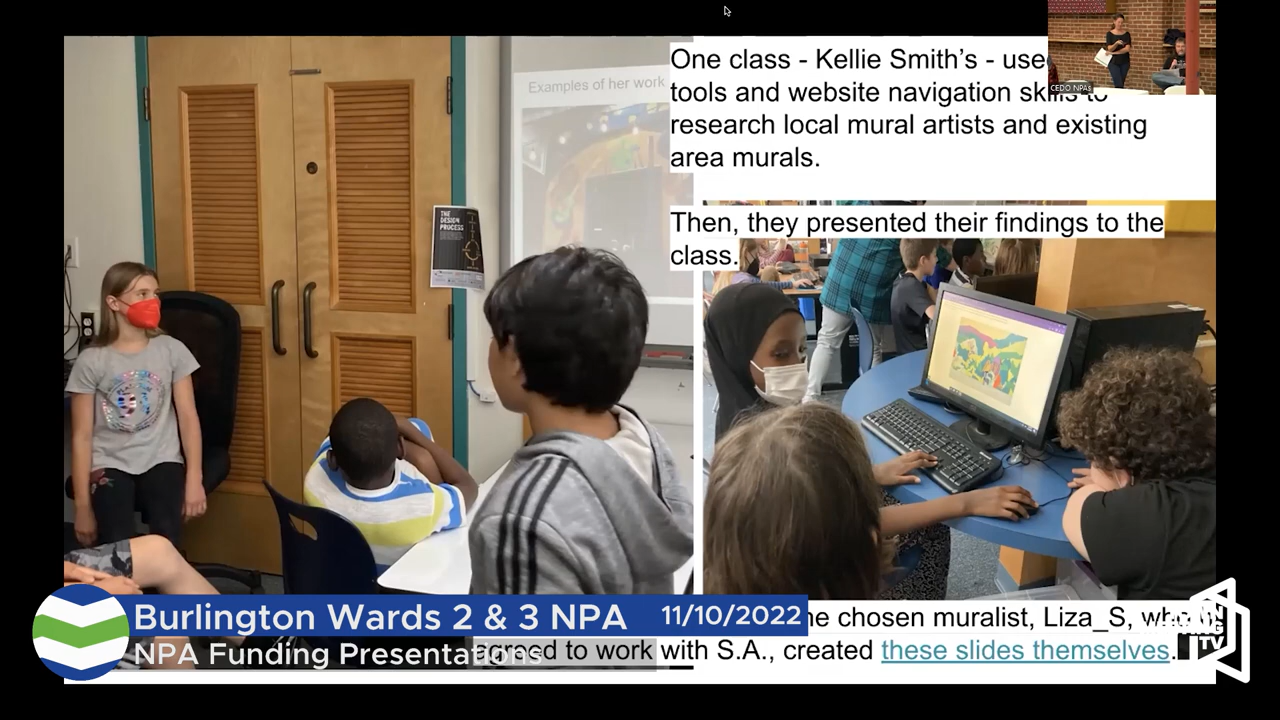 One class - Kellie Smith's - use
tools and website navigation skills to
research local mural artists and existing
area murals.
CEDO NPAs
Examples of her work
Then, they presented their findings to the
class.
THE
DESIGN
PROCESS
Burlington Wards 2 & 3 NPA
11/10/2022
NPA Funding Presentations
he chosen muralist, Liza_S, who
agreed to work with S.A., created these slides themselves.
TV